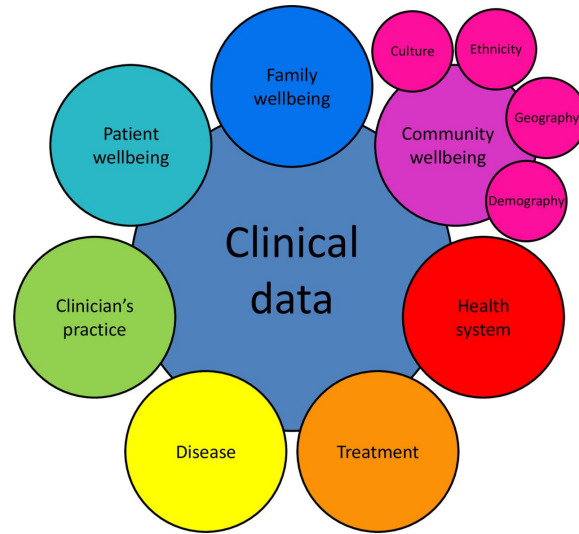 Culture
Ethnicity
Family
wellbeing
Geography
Patient
wellbeing
Community
wellbeing
Demography
Clinical
data
Clinician's
practice
Health
system
Disease
Treatment